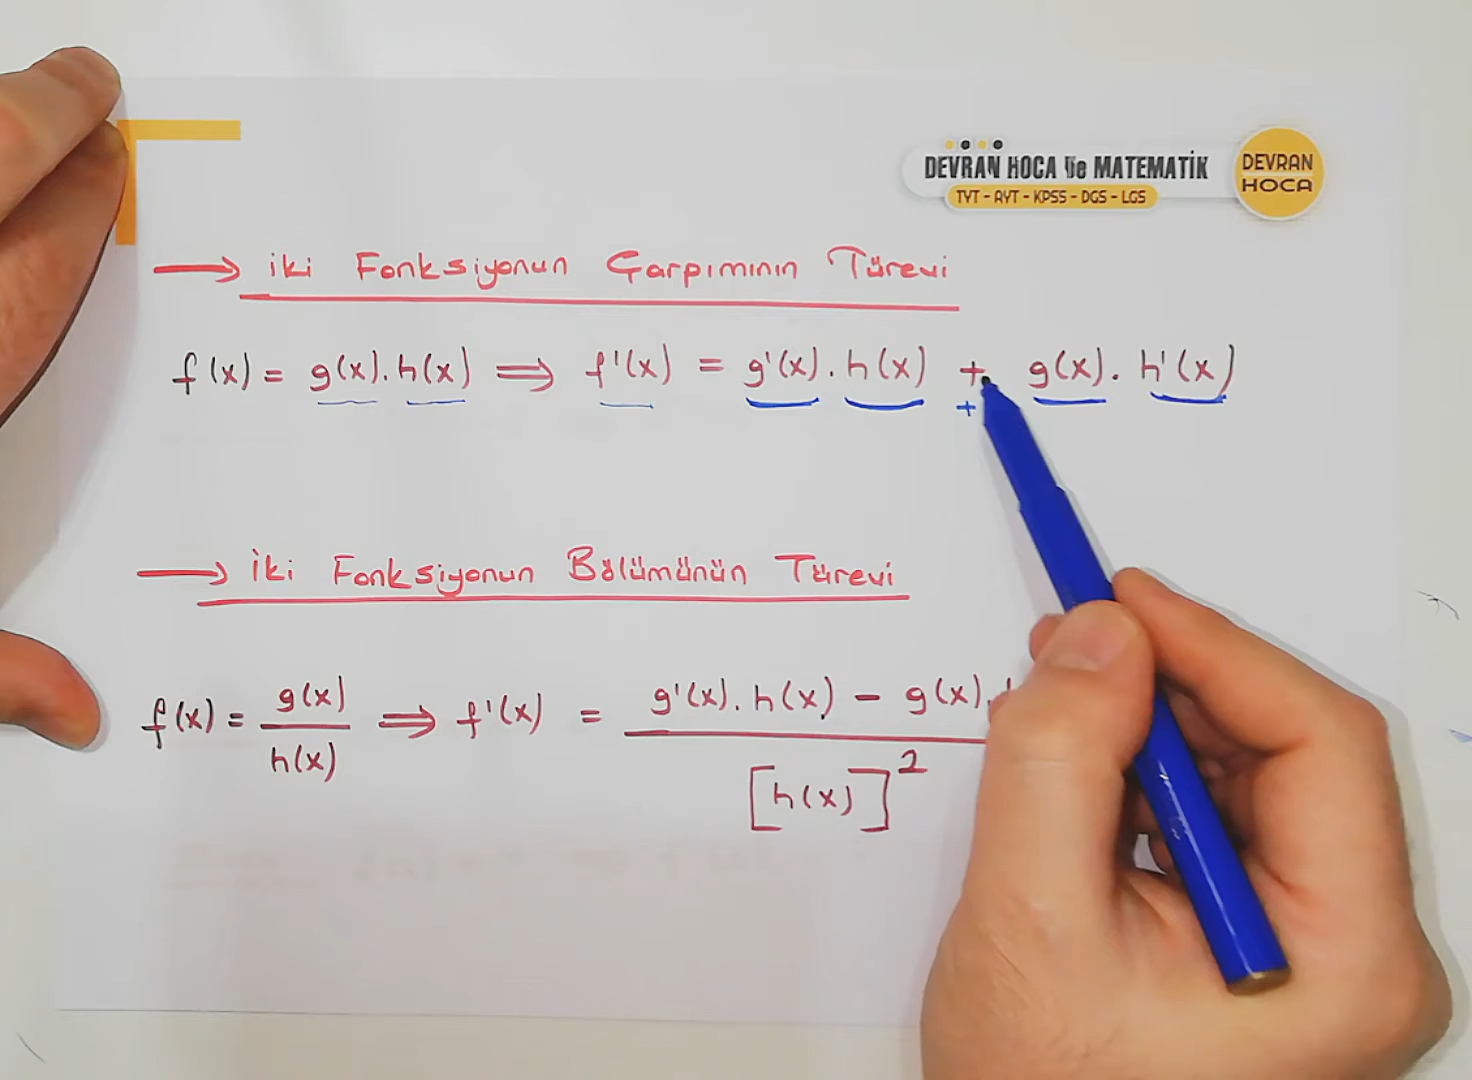 DEVRAN HOCA ile MATEMATİK
TYT - AYT - KPSS - DGS - LGS
DEVRAN
HOCA
→ iki Fonksiyonun Çarpımının Türevi
f(x) = g(x).h(x) ⟹ f'(x) = g'(x).h(x) + g(x).h'(x)
+
→ İki Fonksiyonun Bölümünün Türevi
f(x) = g(x)/h(x) ⟹ f'(x) = g'(x).h(x) - g(x).
[h(x)]²